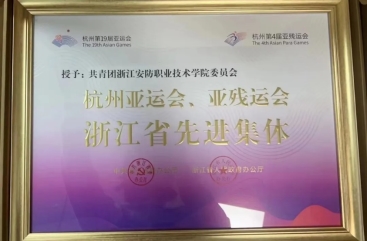 杭州第19届亚运会
The 19th Asian Games
杭州第4届亚残运会
The 4th Asian Para Games
授予：共青团浙江安防职业技术学院委员会
杭州亚运会、亚残运会
浙江省先进集体